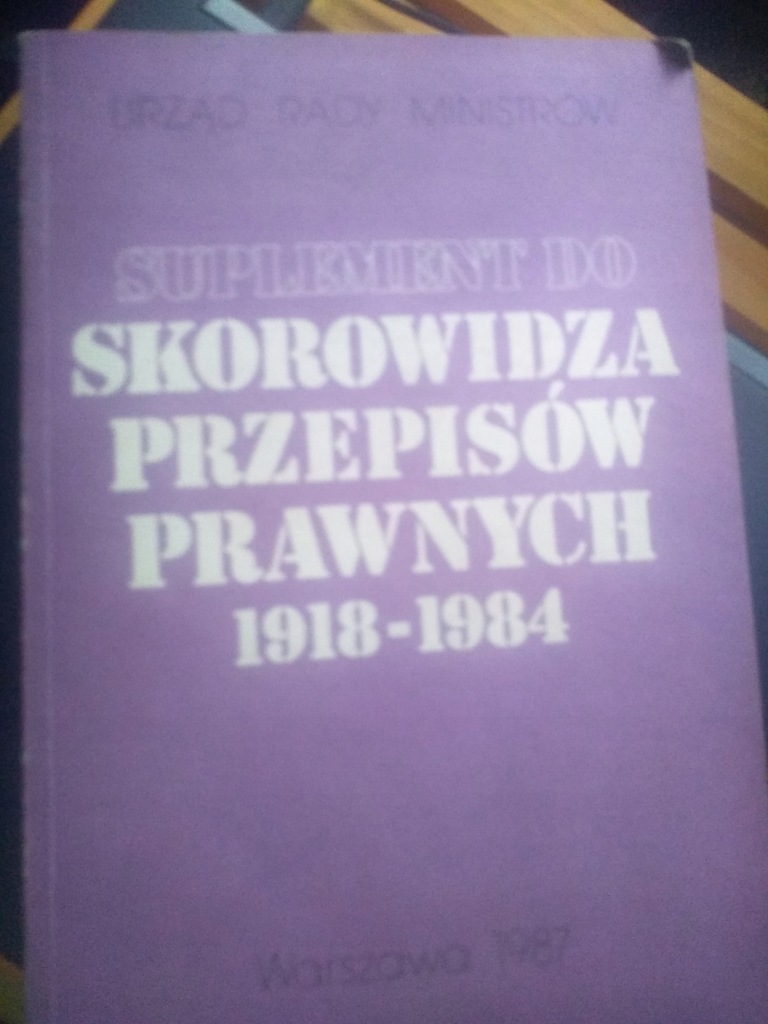 URZĄD RADY MINISTRÓW
SUPLEMENT DO
SKOROWIDZA
PRZEPISÓW
PRAWNYCH
1918-1984
Warszawa 1987